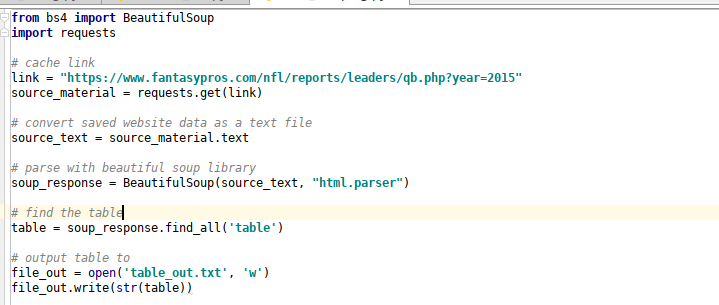 from bs4 import BeautifulSoup
import requests
# cache link
link = "https://www.fantasypros.com/nfl/reports/leaders/qb.php?year=2015"
source_material = requests.get(link)
# convert saved website data as a text file
source_text = source_material.text
# parse with beautiful soup library
soup_response = BeautifulSoup(source_text, "html.parser")
# find the table
table = soup_response.find_all('table')
# output table to
file_out = open('table_out.txt', 'w')
file_out.write(str(table))